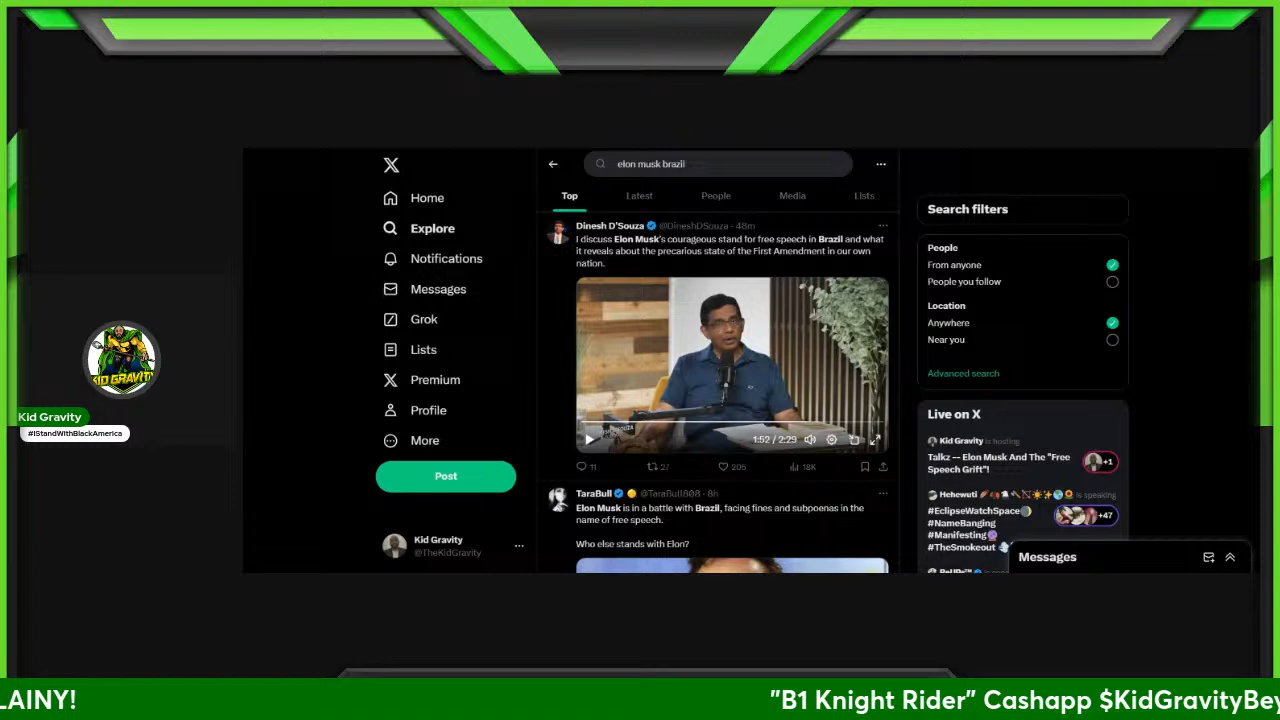 elon musk brazil
Home
Explore
Notifications
Messages
Grok
Lists
Premium
Profile
More
Post
Kid Gravity
@TheKidGravity
Top
Latest
People
Media
Lists
Dinesh D'Souza @DineshDSouza · 48m
I discuss Elon Musk's courageous stand for free speech in Brazil and what
it reveals about the precarious state of the First Amendment in our own
nation.
1:52 / 2:29
11
27
205
18K
TaraBull @TaraBull808 · 6h
Elon Musk is in a battle with Brazil, facing fines and subpoenas in the
name of free speech.
Who else stands with Elon?
Search filters
People
From anyone
People you follow
Location
Anywhere
Near you
Advanced search
Live on X
Kid Gravity is hosting
Talkz -- Elon Musk And The "Free
Speech Grift"!
+1
Hehewuti is speaking
#EclipseWatchSpace
#NameBanging
#Manifesting
#TheSmokeout
+47
Messages
KID GRAVITY
Kid Gravity
#IStandWithBlackAmerica
LAINY!
"B1 Knight Rider" Cashapp $KidGravityBey